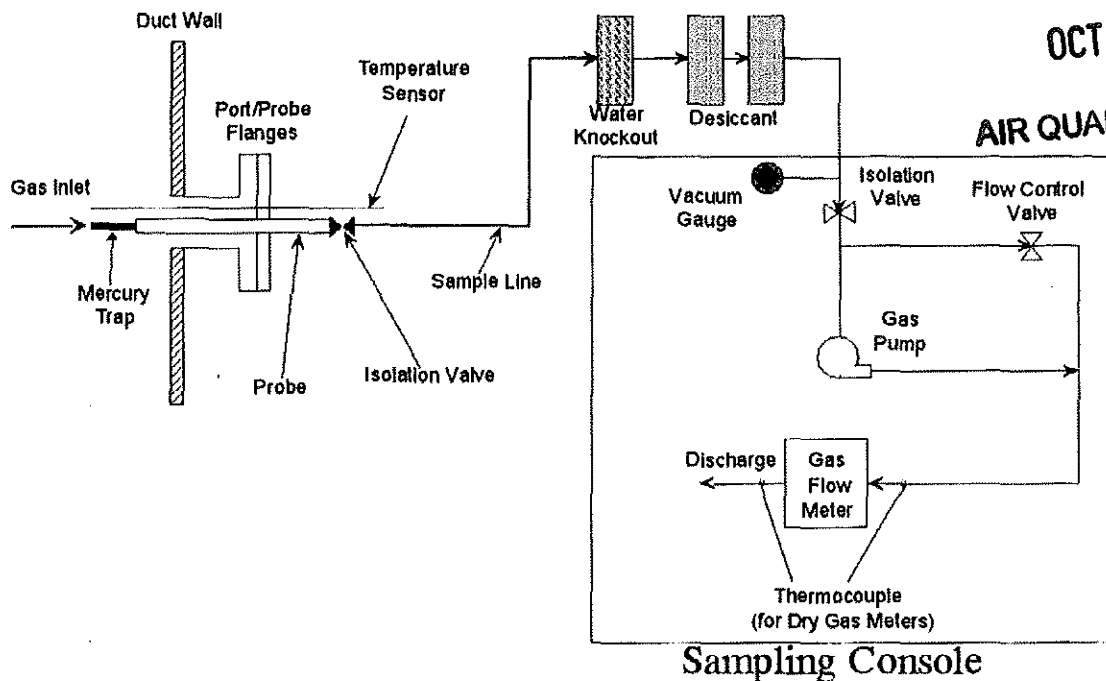 Duct Wall
OCT
Temperature
Sensor
Port/Probe
Flanges
Water
Knockout
Desiccant
AIR QUA
Gas Inlet
Vacuum
Gauge
Isolation
Valve
Flow Control
Valve
Mercury
Trap
Sample Line
Gas
Pump
Probe
Isolation Valve
Discharge
Gas
Flow
Meter
Thermocouple
(for Dry Gas Meters)
Sampling Console